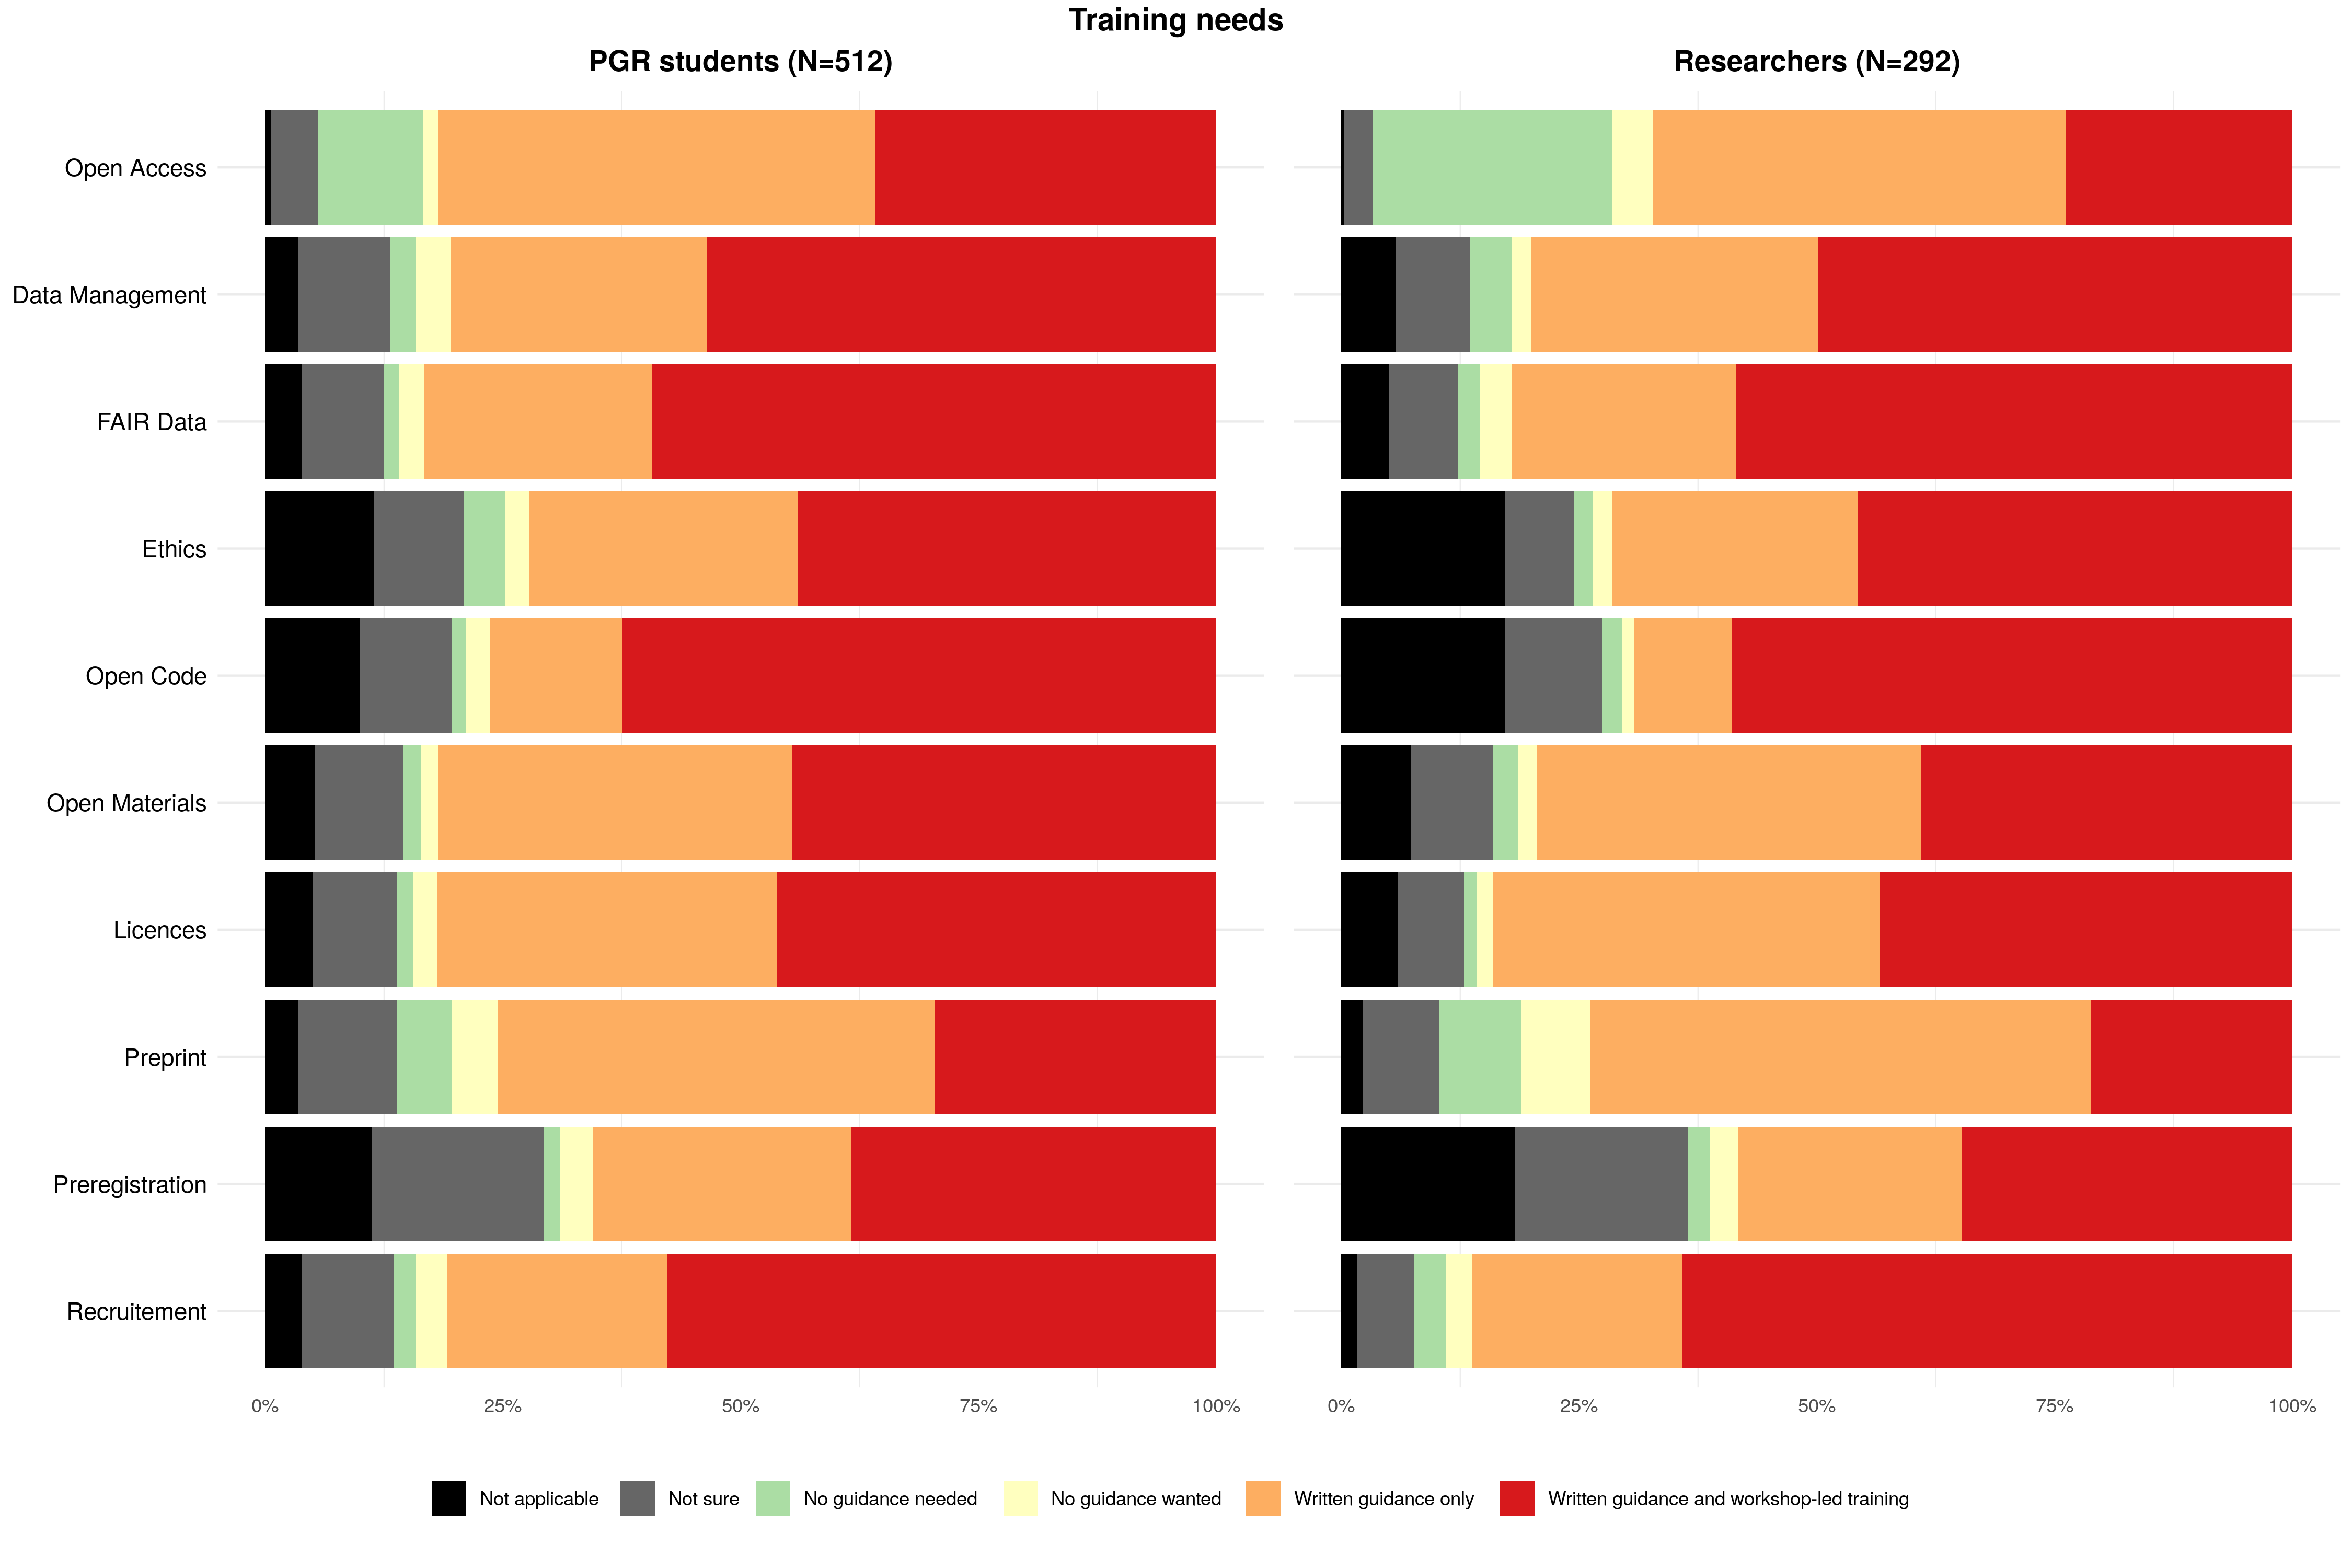 Training needs
PGR students (N=512)
Researchers (N=292)
Open Access
Data Management
FAIR Data
Ethics
Open Code
Open Materials
Licences
Preprint
Preregistration
Recruitement
0% 25% 50% 75% 100%
0% 25% 50% 75% 100%
Not applicable Not sure No guidance needed No guidance wanted Written guidance only Written guidance and workshop-led training